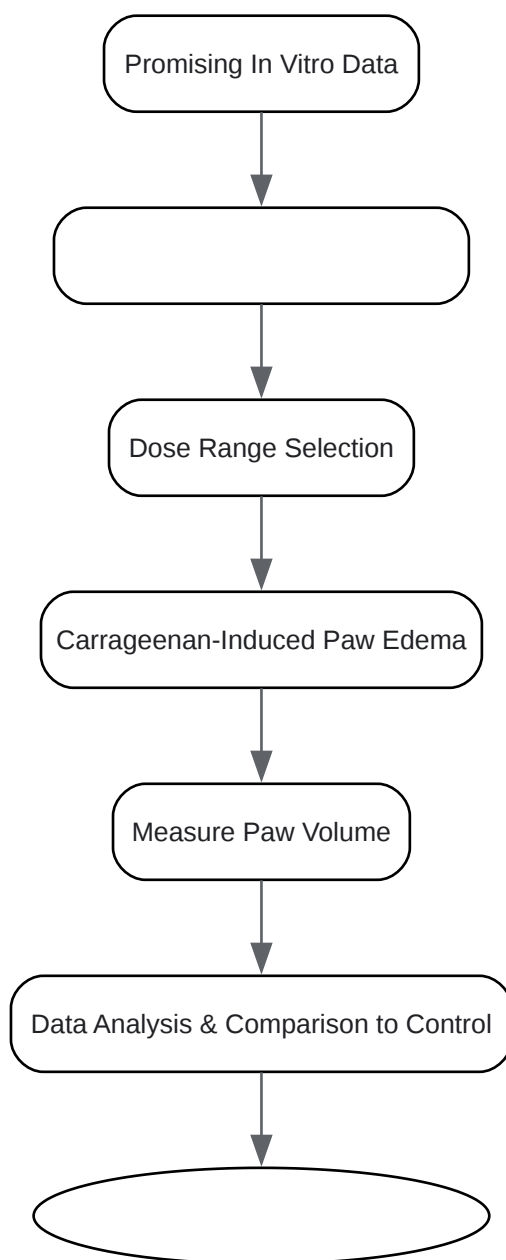 Promising In Vitro Data
Dose Range Selection
Carrageenan-Induced Paw Edema
Measure Paw Volume
Data Analysis & Comparison to Control